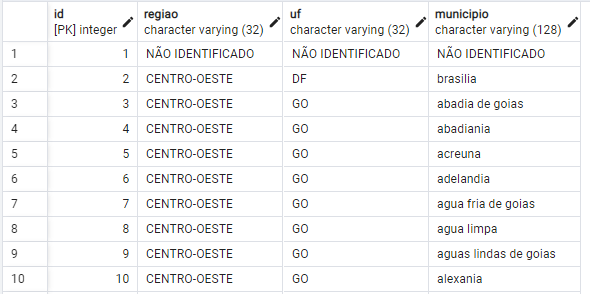 id regiao uf municipio
[PK] integer character varying (32) character varying (32) character varying (128)
1 1 NÃO IDENTIFICADO NÃO IDENTIFICADO NÃO IDENTIFICADO
2 2 CENTRO-OESTE DF brasilia
3 3 CENTRO-OESTE GO abadia de goias
4 4 CENTRO-OESTE GO abadiania
5 5 CENTRO-OESTE GO acreuna
6 6 CENTRO-OESTE GO adelandia
7 7 CENTRO-OESTE GO agua fria de goias
8 8 CENTRO-OESTE GO agua limpa
9 9 CENTRO-OESTE GO aguas lindas de goias
10 10 CENTRO-OESTE GO alexania